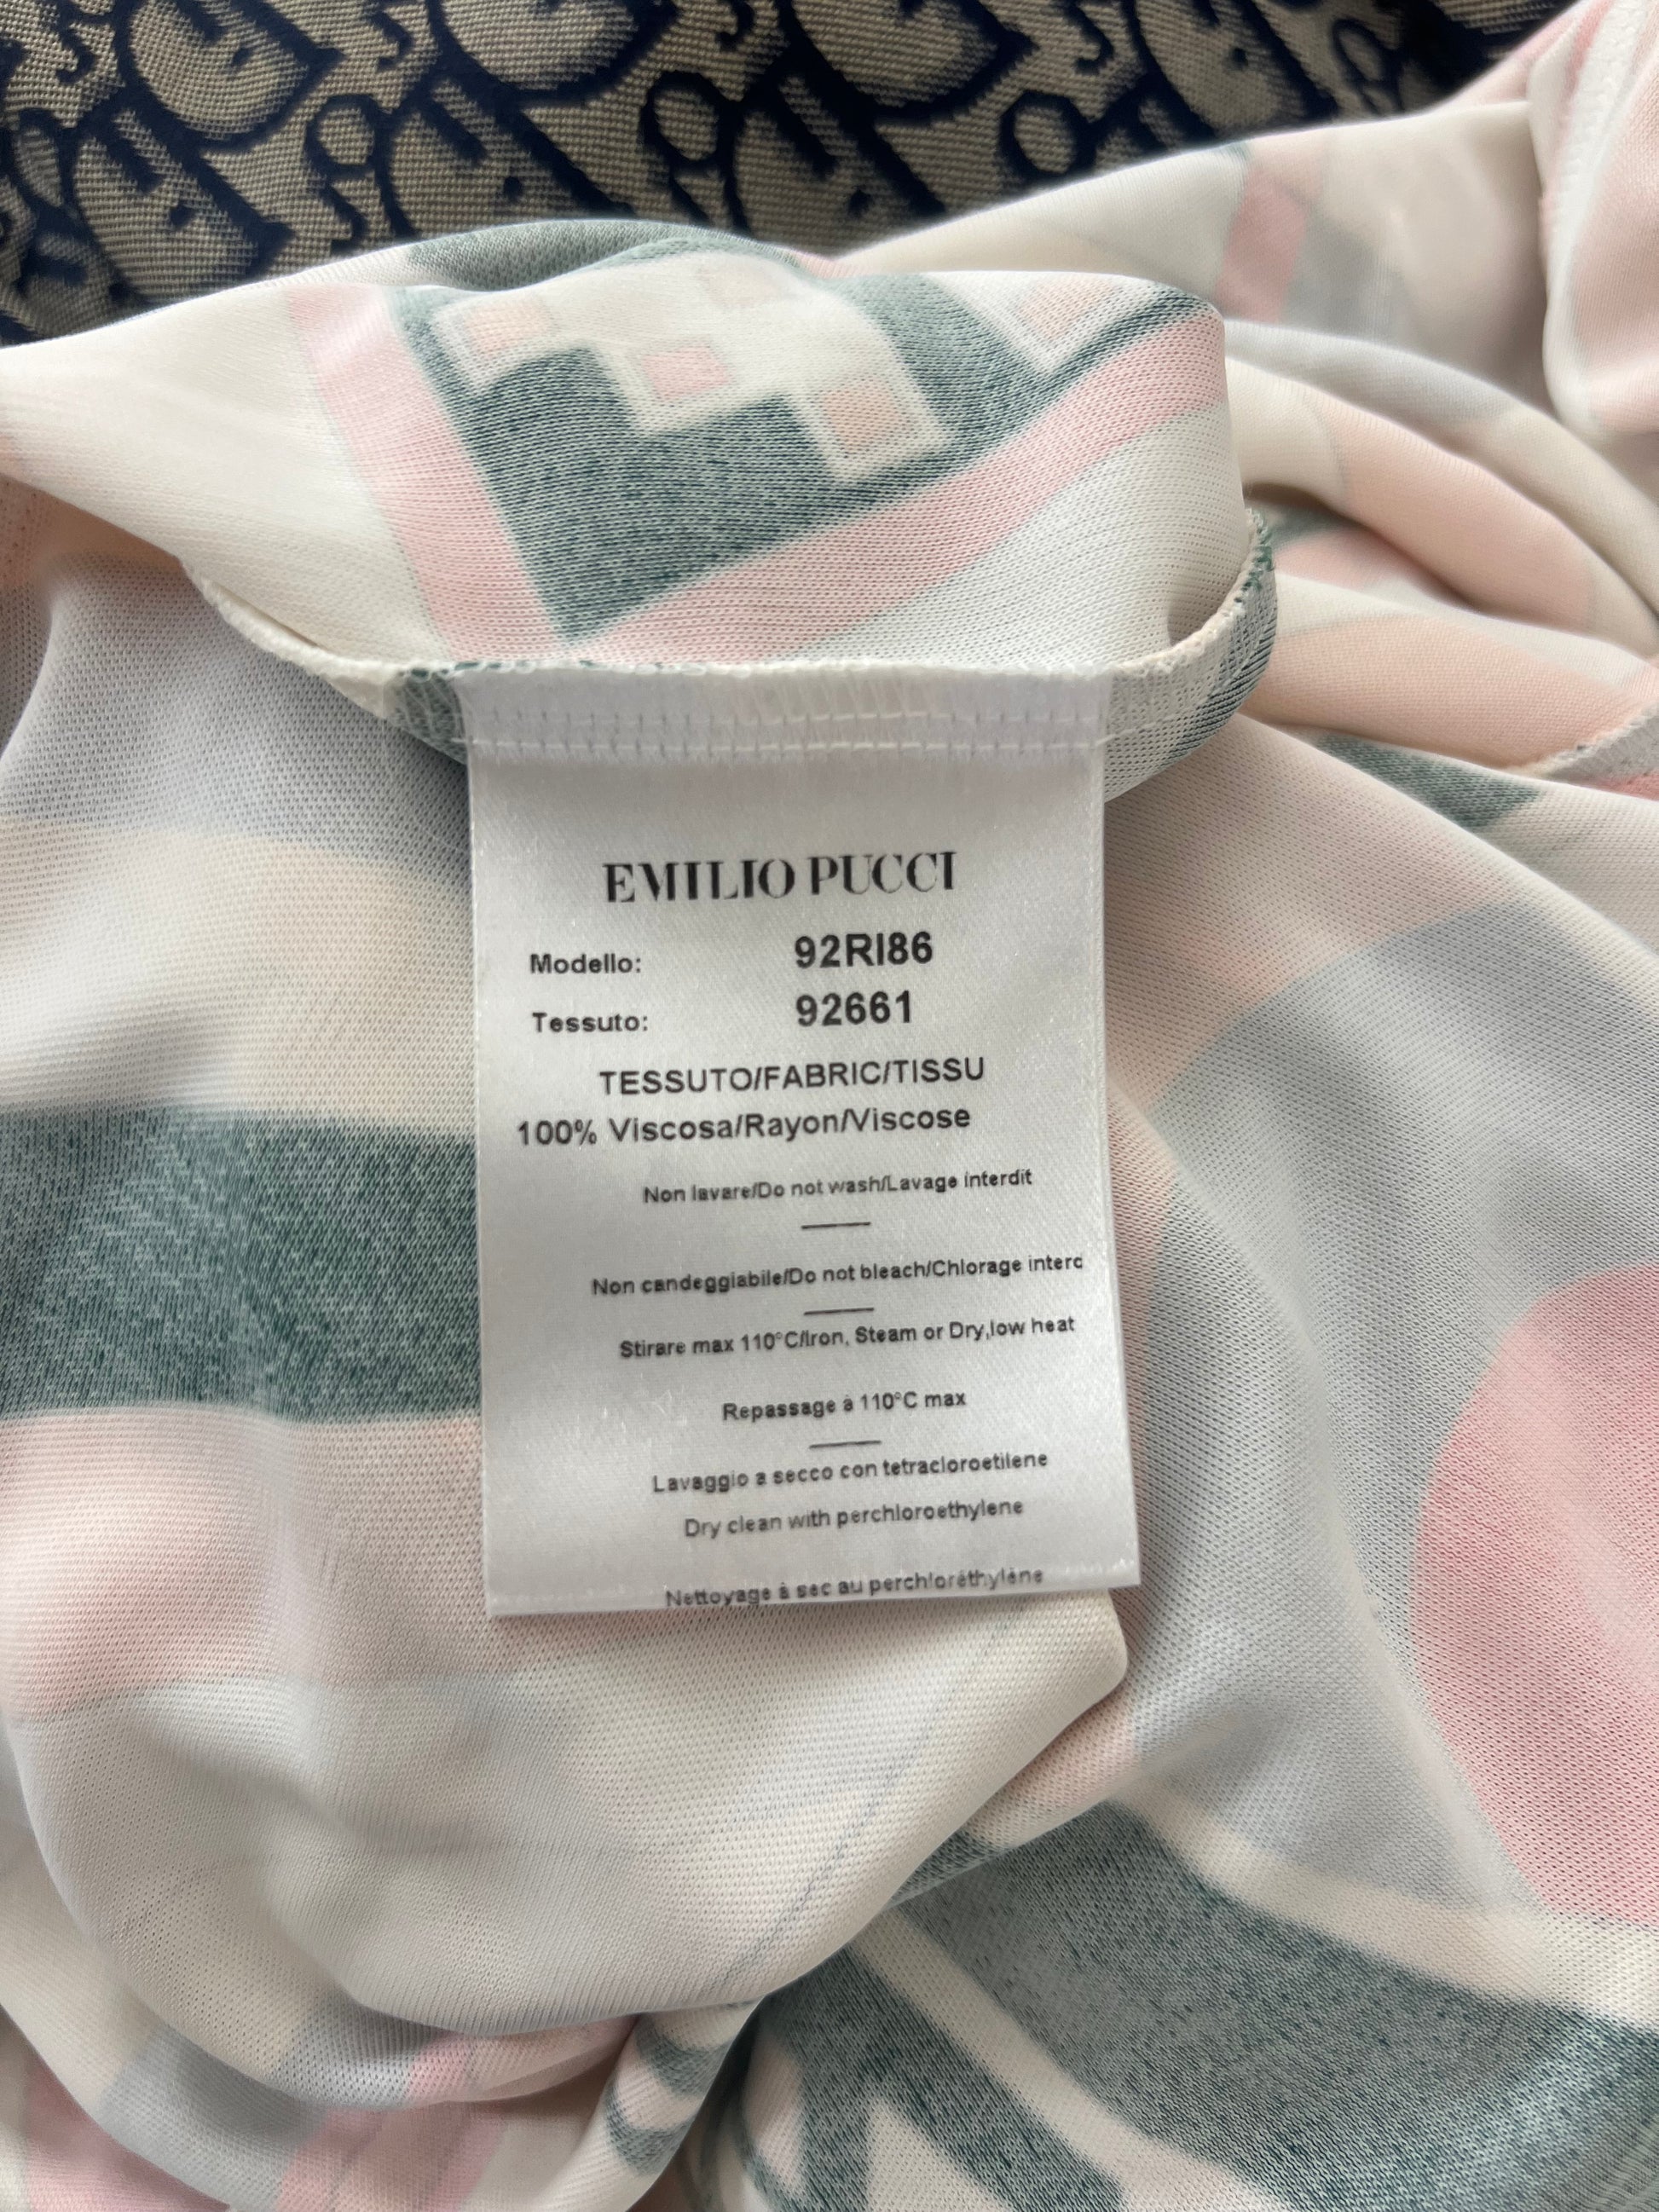 EMILIO PUCCI
Modello: 92RI86
Tessuto: 92661
TESSUTO/FABRIC/TISSU
100% Viscosa/Rayon/Viscose
Non lavare/Do not wash/Lavage interdit
Non candeggiabile/Do not bleach/Chlorage interc
Stirare max 110°C/Iron, Steam or Dry,low heat
Repassage à 110°C max
Lavaggio a secco con tetracloroetilene
Dry clean with perchloroethylene
Nettoyage à sec au perchloréthylène